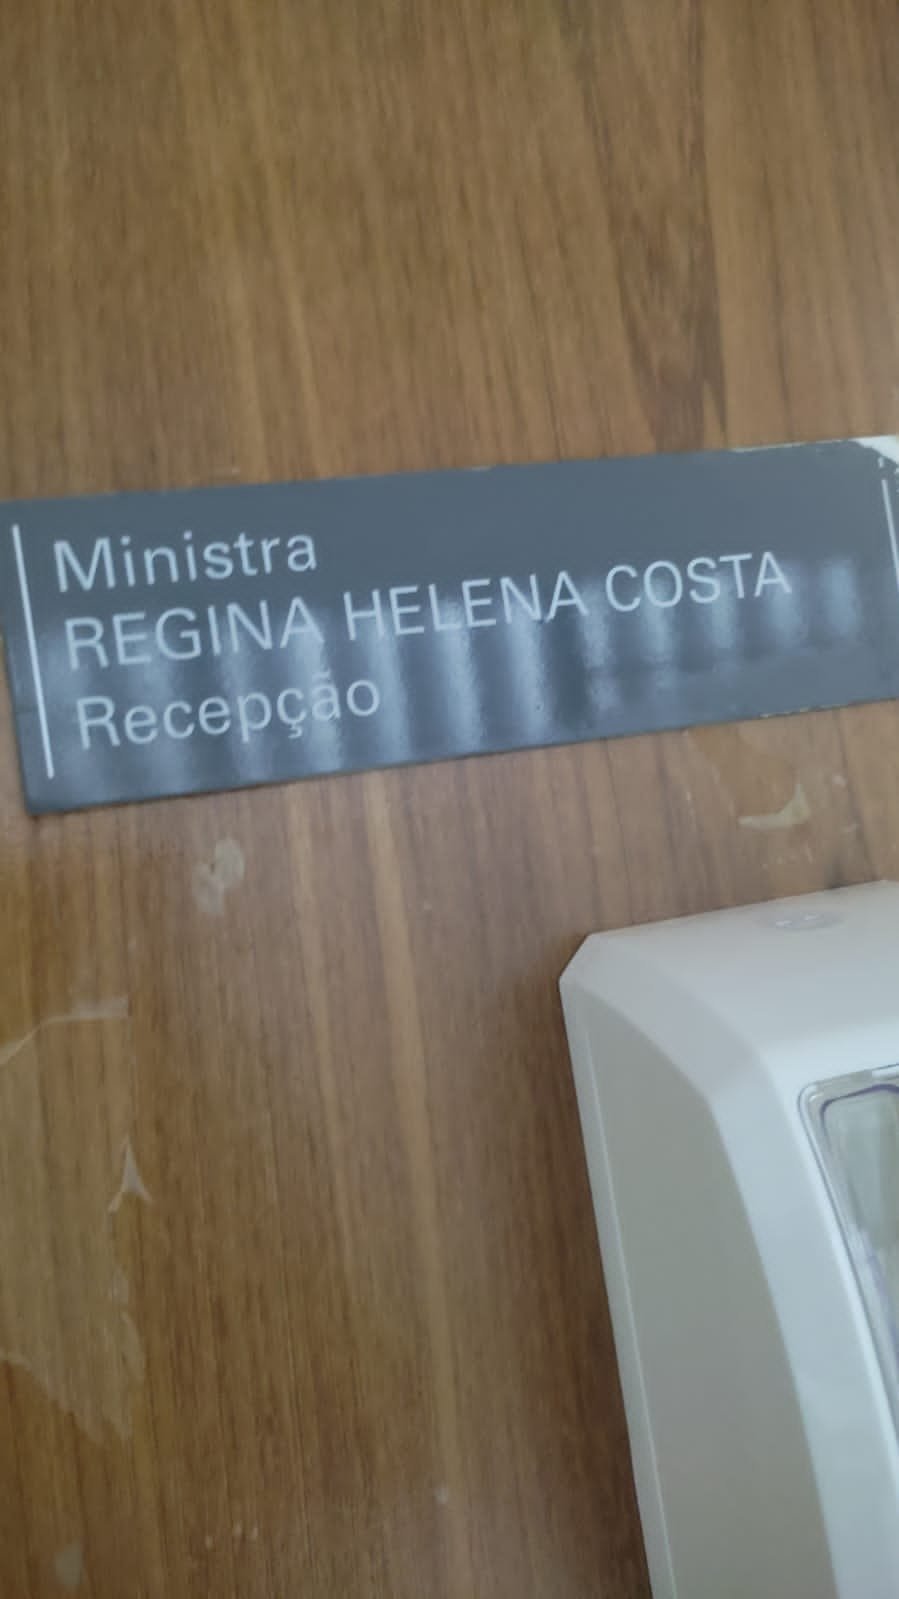 Ministra
REGINA HELENA COSTA
Recepção